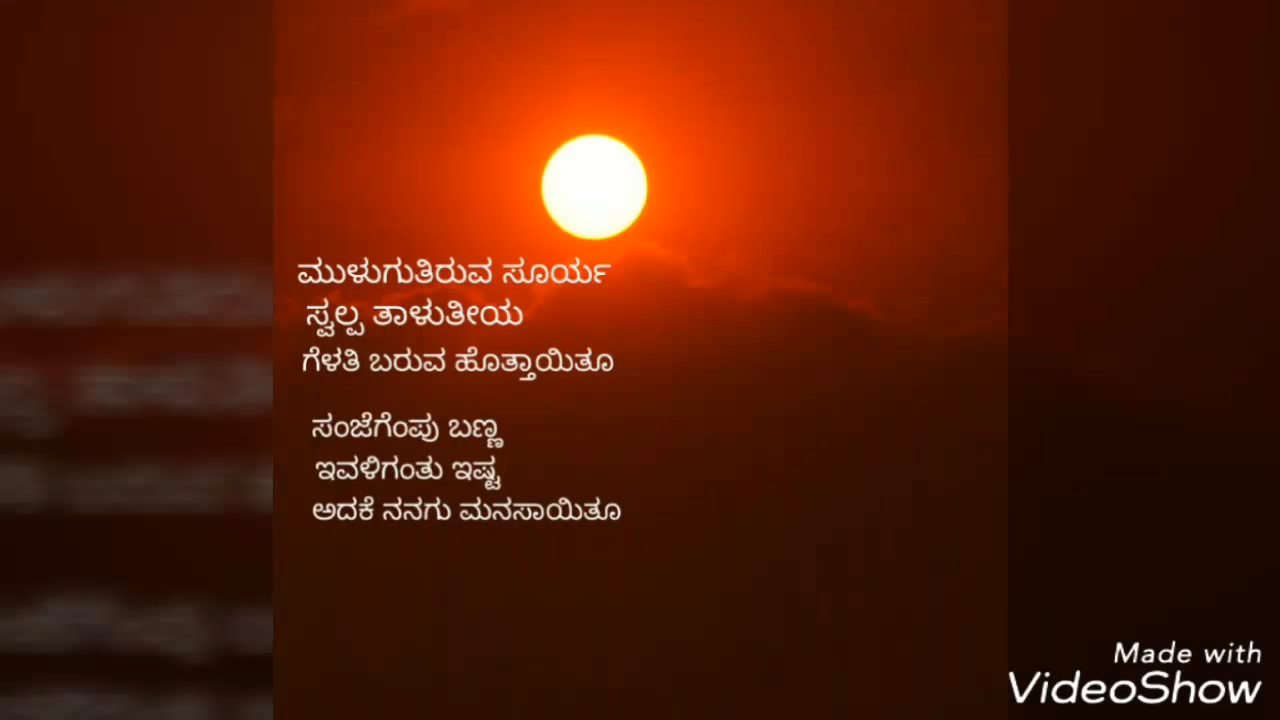 ಮುಳುಗುತಿರುವ ಸೂರ್ಯ
ಸ್ವಲ್ಪ ತಾಳುತೀಯ
ಗೆಳತಿ ಬರುವ ಹೊತ್ತಾಯಿತೂ
ಸಂಜೆಗೆಂಪು ಬಣ್ಣ
ಇವಳಿಗಂತು ಇಷ್ಟ
ಅದಕೆ ನನಗು ಮನಸಾಯಿತೂ
Made with
VideoShow